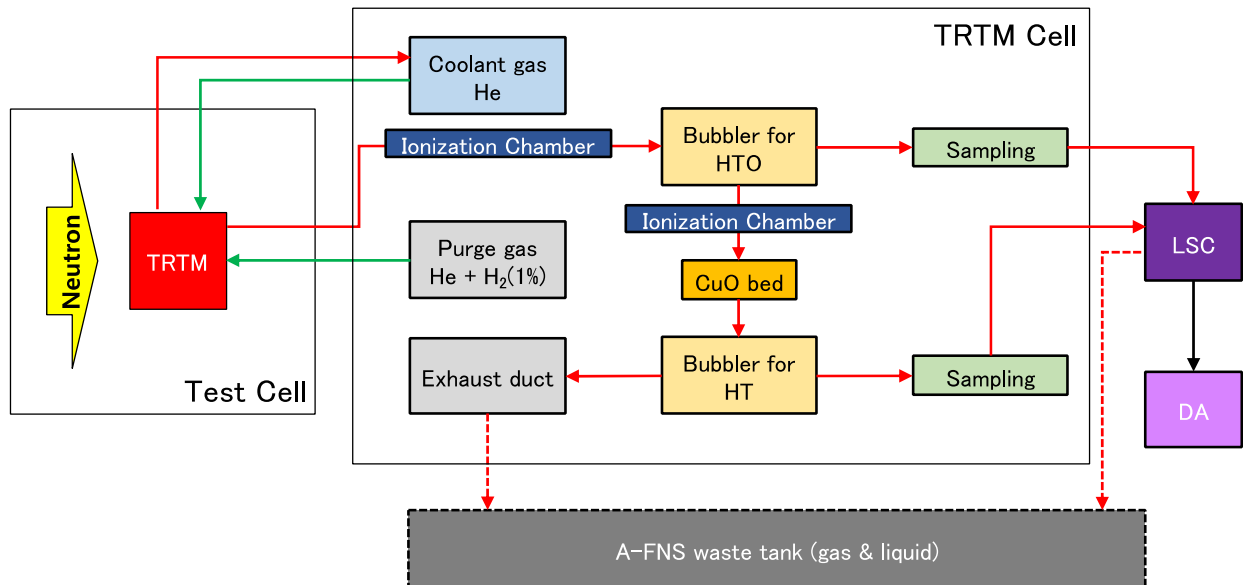 TRTM Cell
Coolant gas
He
Ionization Chamber
Bubbler for
HTO
Sampling
Neutron
TRTM
Purge gas
He + H₂(1%)
Ionization Chamber
LSC
CuO bed
Test Cell
Exhaust duct
Bubbler for
HT
Sampling
DA
A-FNS waste tank (gas & liquid)